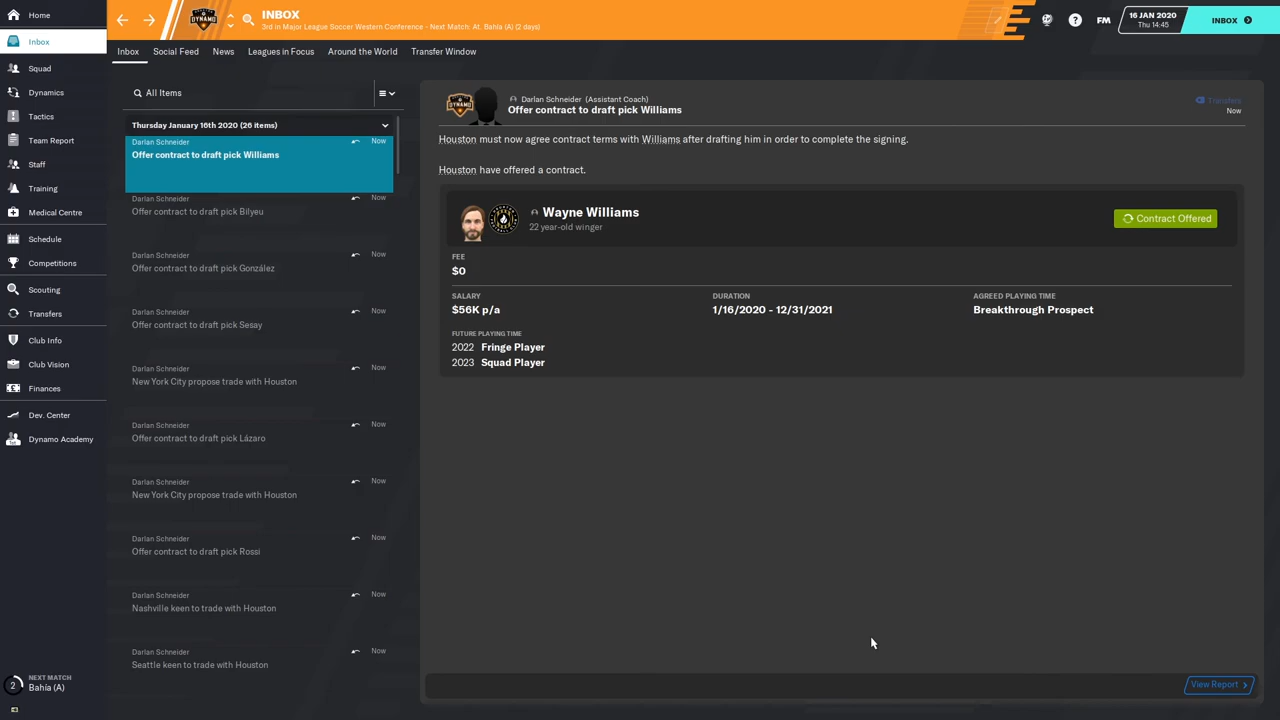 Home
Inbox
Squad
Dynamics
Tactics
Team Report
Staff
Training
Medical Centre
Schedule
Competitions
Scouting
Transfers
Club Info
Club Vision
Finances
Dev. Center
Dynamo Academy
NEXT MATCH
2 Bahía (A)
DYNAMO
INBOX
3rd in Major League Soccer Western Conference - Next Match: At. Bahía (A) (2 days)
FM
16 JAN 2020
Thu 14:45
INBOX
Inbox Social Feed News Leagues in Focus Around the World Transfer Window
All Items
Thursday January 16th 2020 (26 items)
Darlan Schneider Now
Offer contract to draft pick Williams
Darlan Schneider Now
Offer contract to draft pick Bilyeu
Darlan Schneider Now
Offer contract to draft pick González
Darlan Schneider Now
Offer contract to draft pick Sesay
Darlan Schneider Now
New York City propose trade with Houston
Darlan Schneider Now
Offer contract to draft pick Lázaro
Darlan Schneider Now
New York City propose trade with Houston
Darlan Schneider Now
Offer contract to draft pick Rossi
Darlan Schneider Now
Nashville keen to trade with Houston
Darlan Schneider Now
Seattle keen to trade with Houston
DYNAMO
Darlan Schneider (Assistant Coach)
Offer contract to draft pick Williams
Transfers
Now
Houston must now agree contract terms with Williams after drafting him in order to complete the signing.
Houston have offered a contract.
Wayne Williams
22 year-old winger
Contract Offered
FEE
$0
SALARY DURATION AGREED PLAYING TIME
$56K p/a 1/16/2020 - 12/31/2021 Breakthrough Prospect
FUTURE PLAYING TIME
2022 Fringe Player
2023 Squad Player
View Report